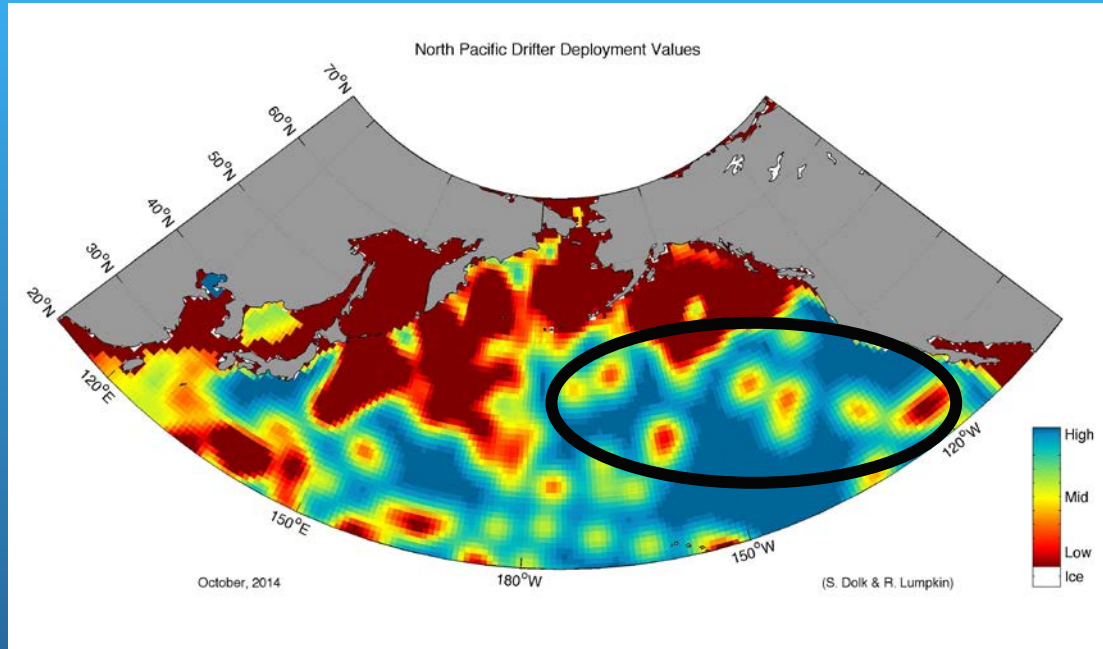 North Pacific Drifter Deployment Values
70°N
60°N
50°N
40°N
30°N
20°N
120°E
150°E
180°W
150°W
120°W
High
Mid
Low
Ice
October, 2014
(S. Dolk & R. Lumpkin)